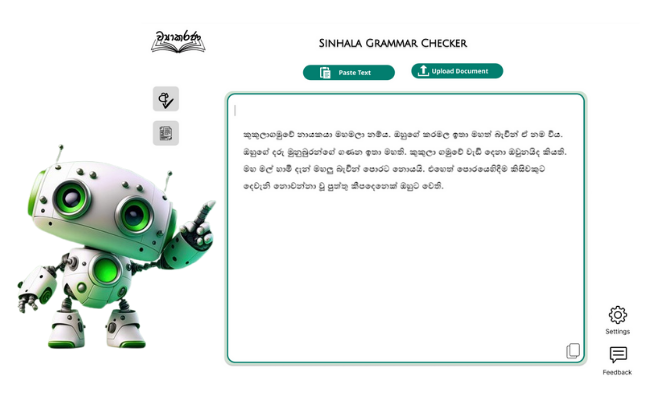 ව්‍යාකරණ
SINHALA GRAMMAR CHECKER
Paste Text
Upload Document
කුකුලාගමුවේ නායකයා මහමලා නම්ය. ඔහුගේ කරමල ඉතා මහත් බැවින් ඒ නම විය.
ඔහුගේ දරු මුනුබුරන්ගේ ගණන ඉතා මහති. කුකුලා ගමුවේ වැඩි දෙනා ඔවුනයිද කියති.
මහ මල් හාමි දැන් මහලු බැවින් පොරට නොයයි. එහෙත් පොරයෙහිදීම කිසිවකුට
දෙවැනි නොවන්නා වූ පුත්තු කීපදෙනෙක් ඔහුට වෙති.
Settings
Feedback